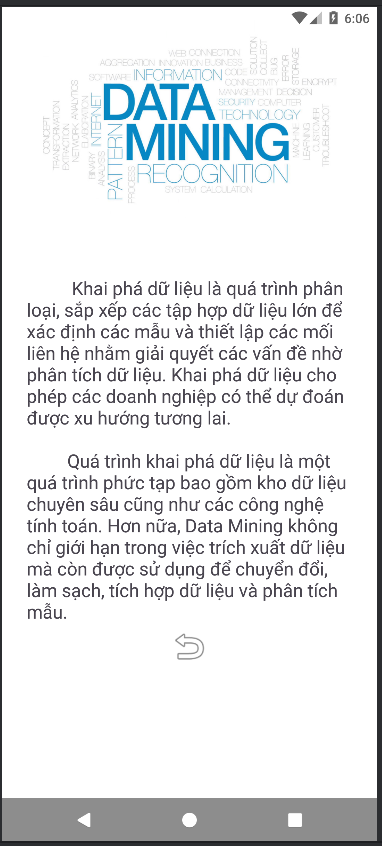 6:06
WEB CONNECTION
AGGREGATION INNOVATION BUSINESS
SOFTWARE INFORMATION CODE COLLECT
SOLUTION
BUG
ERROR
STORAGE
CONNECTIVITY ENCRYPT
DATA
MANAGEMENT DECISION
SECURITY COMPUTER
TECHNOLOGY
MINING
RECOGNITION
SYSTEM CALCULATION
CONCEPT
TRANSFORMATION
EXTRACTION
NETWORK ANALYTICS
BINARY
INTERNET
ANALYSIS
PATTERN
PROCESS
MACHINE
LEARNING
CUSTOMER
TROUBLESHOOT
Khai phá dữ liệu là quá trình phân
loại, sắp xếp các tập hợp dữ liệu lớn để
xác định các mẫu và thiết lập các mối
liên hệ nhằm giải quyết các vấn đề nhờ
phân tích dữ liệu. Khai phá dữ liệu cho
phép các doanh nghiệp có thể dự đoán
được xu hướng tương lai.
Quá trình khai phá dữ liệu là một
quá trình phức tạp bao gồm kho dữ liệu
chuyên sâu cũng như các công nghệ
tính toán. Hơn nữa, Data Mining không
chỉ giới hạn trong việc trích xuất dữ liệu
mà còn được sử dụng để chuyển đổi,
làm sạch, tích hợp dữ liệu và phân tích
mẫu.